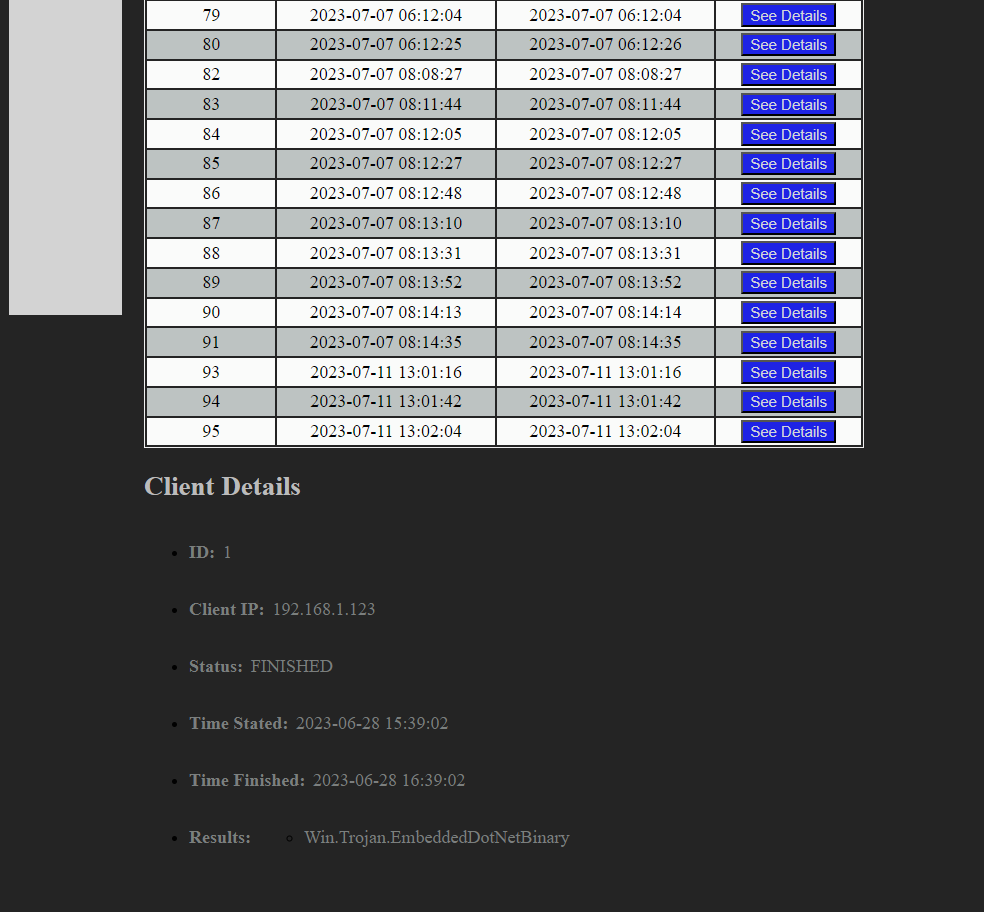 79 2023-07-07 06:12:04 2023-07-07 06:12:04 See Details
80 2023-07-07 06:12:25 2023-07-07 06:12:26 See Details
82 2023-07-07 08:08:27 2023-07-07 08:08:27 See Details
83 2023-07-07 08:11:44 2023-07-07 08:11:44 See Details
84 2023-07-07 08:12:05 2023-07-07 08:12:05 See Details
85 2023-07-07 08:12:27 2023-07-07 08:12:27 See Details
86 2023-07-07 08:12:48 2023-07-07 08:12:48 See Details
87 2023-07-07 08:13:10 2023-07-07 08:13:10 See Details
88 2023-07-07 08:13:31 2023-07-07 08:13:31 See Details
89 2023-07-07 08:13:52 2023-07-07 08:13:52 See Details
90 2023-07-07 08:14:13 2023-07-07 08:14:14 See Details
91 2023-07-07 08:14:35 2023-07-07 08:14:35 See Details
93 2023-07-11 13:01:16 2023-07-11 13:01:16 See Details
94 2023-07-11 13:01:42 2023-07-11 13:01:42 See Details
95 2023-07-11 13:02:04 2023-07-11 13:02:04 See Details
Client Details
ID: 1
Client IP: 192.168.1.123
Status: FINISHED
Time Stated: 2023-06-28 15:39:02
Time Finished: 2023-06-28 16:39:02
Results: Win.Trojan.EmbeddedDotNetBinary